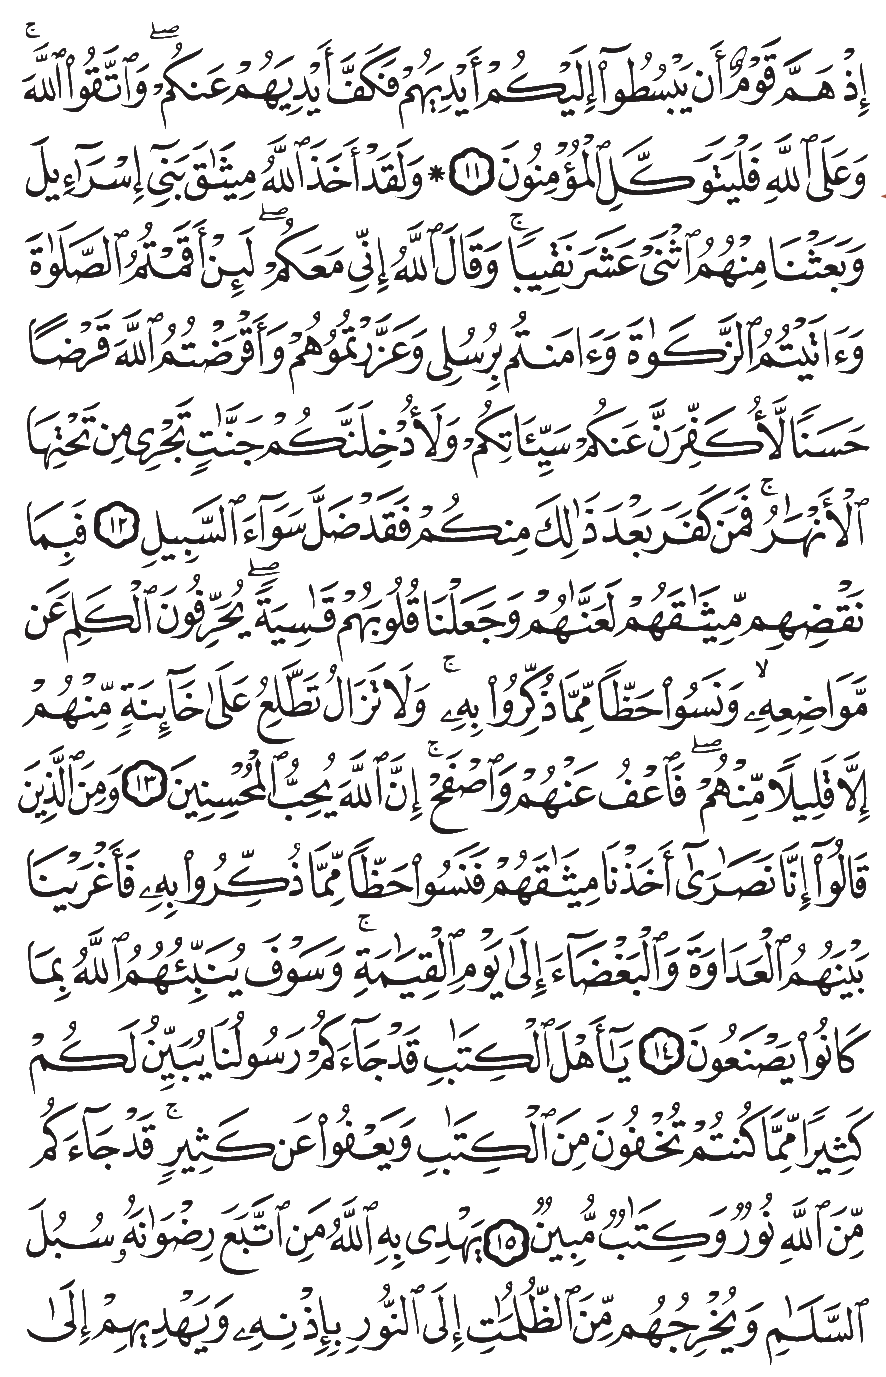 إِذْ هَمَّ قَوْمٌ أَن يَبْسُطُوٓا۟ إِلَيْكُمْ أَيْدِيَهُمْ فَكَفَّ أَيْدِيَهُمْ عَنكُمْ ۖ وَٱتَّقُوا۟ ٱللَّهَ ۚ
وَعَلَى ٱللَّهِ فَلْيَتَوَكَّلِ ٱلْمُؤْمِنُونَ ١١ * وَلَقَدْ أَخَذَ ٱللَّهُ مِيثَٰقَ بَنِىٓ إِسْرَٰٓءِيلَ
وَبَعَثْنَا مِنْهُمُ ٱثْنَىْ عَشَرَ نَقِيبًا ۚ وَقَالَ ٱللَّهُ إِنِّى مَعَكُمْ ۖ لَئِنْ أَقَمْتُمُ ٱلصَّلَوٰةَ
وَءَاتَيْتُمُ ٱلزَّكَوٰةَ وَءَامَنتُم بِرُسُلِى وَعَزَّرْتُمُوهُمْ وَأَقْرَضْتُمُ ٱللَّهَ قَرْضًا
حَسَنًا لَّأُكَفِّرَنَّ عَنكُمْ سَيِّـَٔاتِكُمْ وَلَأُدْخِلَنَّكُمْ جَنَّٰتٍ تَجْرِى مِن تَحْتِهَا
ٱلْأَنْهَٰرُ ۚ فَمَن كَفَرَ بَعْدَ ذَٰلِكَ مِنكُمْ فَقَدْ ضَلَّ سَوَآءَ ٱلسَّبِيلِ ١٢ فَبِمَا
نَقْضِهِم مِّيثَٰقَهُمْ لَعَنَّٰهُمْ وَجَعَلْنَا قُلُوبَهُمْ قَٰسِيَةً ۖ يُحَرِّفُونَ ٱلْكَلِمَ عَن
مَّوَاضِعِهِۦ ۙ وَنَسُوا۟ حَظًّا مِّمَّا ذُكِّرُوا۟ بِهِۦ ۚ وَلَا تَزَالُ تَطَّلِعُ عَلَىٰ خَآئِنَةٍ مِّنْهُمْ
إِلَّا قَلِيلًا مِّنْهُمْ ۖ فَٱعْفُ عَنْهُمْ وَٱصْفَحْ ۚ إِنَّ ٱللَّهَ يُحِبُّ ٱلْمُحْسِنِينَ ١٣ وَمِنَ ٱلَّذِينَ
قَالُوٓا۟ إِنَّا نَصَٰرَىٰٓ أَخَذْنَا مِيثَٰقَهُمْ فَنَسُوا۟ حَظًّا مِّمَّا ذُكِّرُوا۟ بِهِۦ فَأَغْرَيْنَا
بَيْنَهُمُ ٱلْعَدَاوَةَ وَٱلْبَغْضَآءَ إِلَىٰ يَوْمِ ٱلْقِيَٰمَةِ ۚ وَسَوْفَ يُنَبِّئُهُمُ ٱللَّهُ بِمَا
كَانُوا۟ يَصْنَعُونَ ١٤ يَٰٓأَهْلَ ٱلْكِتَٰبِ قَدْ جَآءَكُمْ رَسُولُنَا يُبَيِّنُ لَكُمْ
كَثِيرًا مِّمَّا كُنتُمْ تُخْفُونَ مِنَ ٱلْكِتَٰبِ وَيَعْفُوا۟ عَن كَثِيرٍ ۚ قَدْ جَآءَكُم
مِّنَ ٱللَّهِ نُورٌ وَكِتَٰبٌ مُّبِينٌ ١٥ يَهْدِى بِهِ ٱللَّهُ مَنِ ٱتَّبَعَ رِضْوَٰنَهُۥ سُبُلَ
ٱلسَّلَٰمِ وَيُخْرِجُهُم مِّنَ ٱلظُّلُمَٰتِ إِلَى ٱلنُّورِ بِإِذْنِهِۦ وَيَهْدِيهِمْ إِلَىٰ